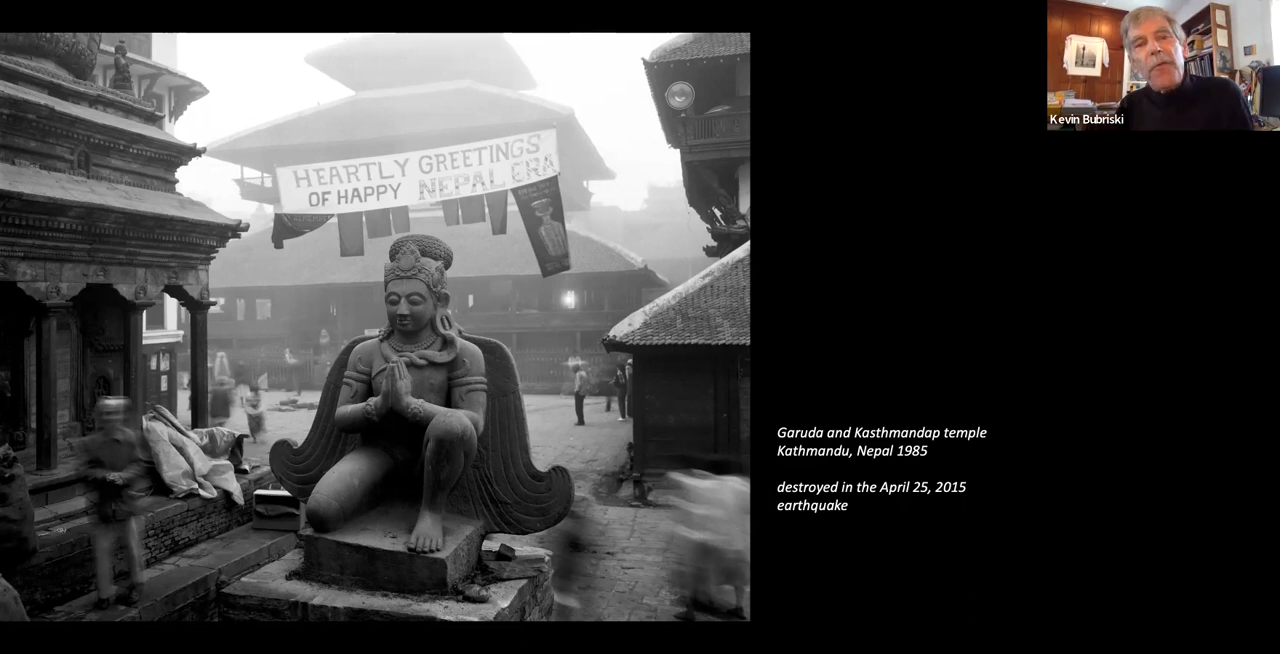 HEARTLY GREETINGS
OF HAPPY NEPAL ERA
Kevin Bubriski
Garuda and Kasthmandap temple
Kathmandu, Nepal 1985
destroyed in the April 25, 2015
earthquake